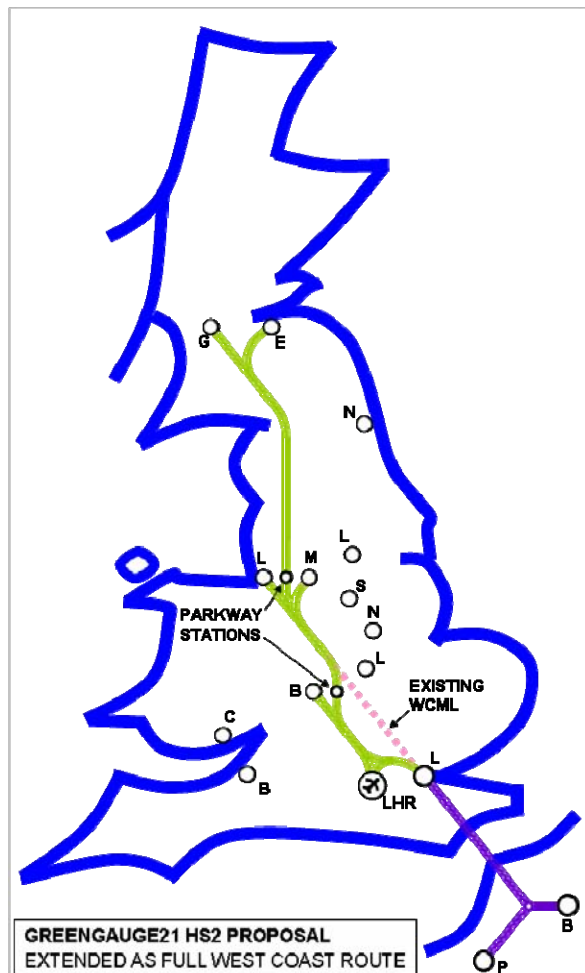 G
E
N
L
M
L
S
PARKWAY
STATIONS
N
L
B
EXISTING
WCML
C
L
B
LHR
B
P
GREENGAUGE21 HS2 PROPOSAL
EXTENDED AS FULL WEST COAST ROUTE